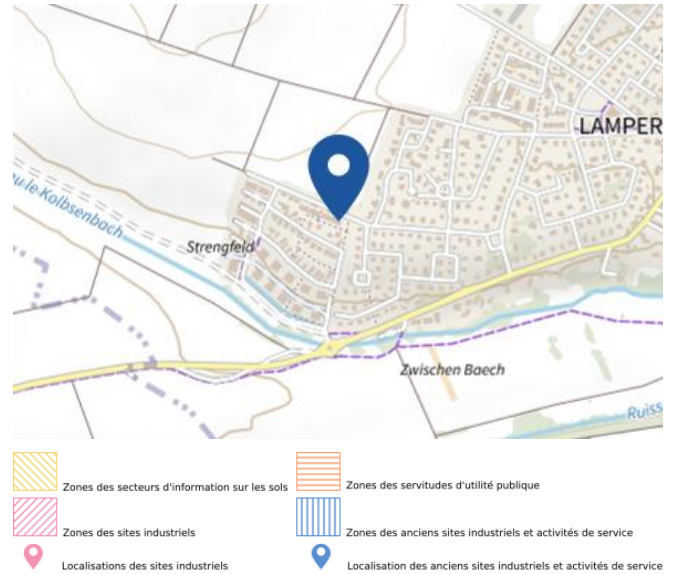 LAMPER
u le Kolbsenbach
Strengfeld
Zwischen Baech
Ruiss
Zones des secteurs d'information sur les sols
Zones des servitudes d'utilité publique
Zones des sites industriels
Zones des anciens sites industriels et activités de service
Localisations des sites industriels
Localisation des anciens sites industriels et activités de service